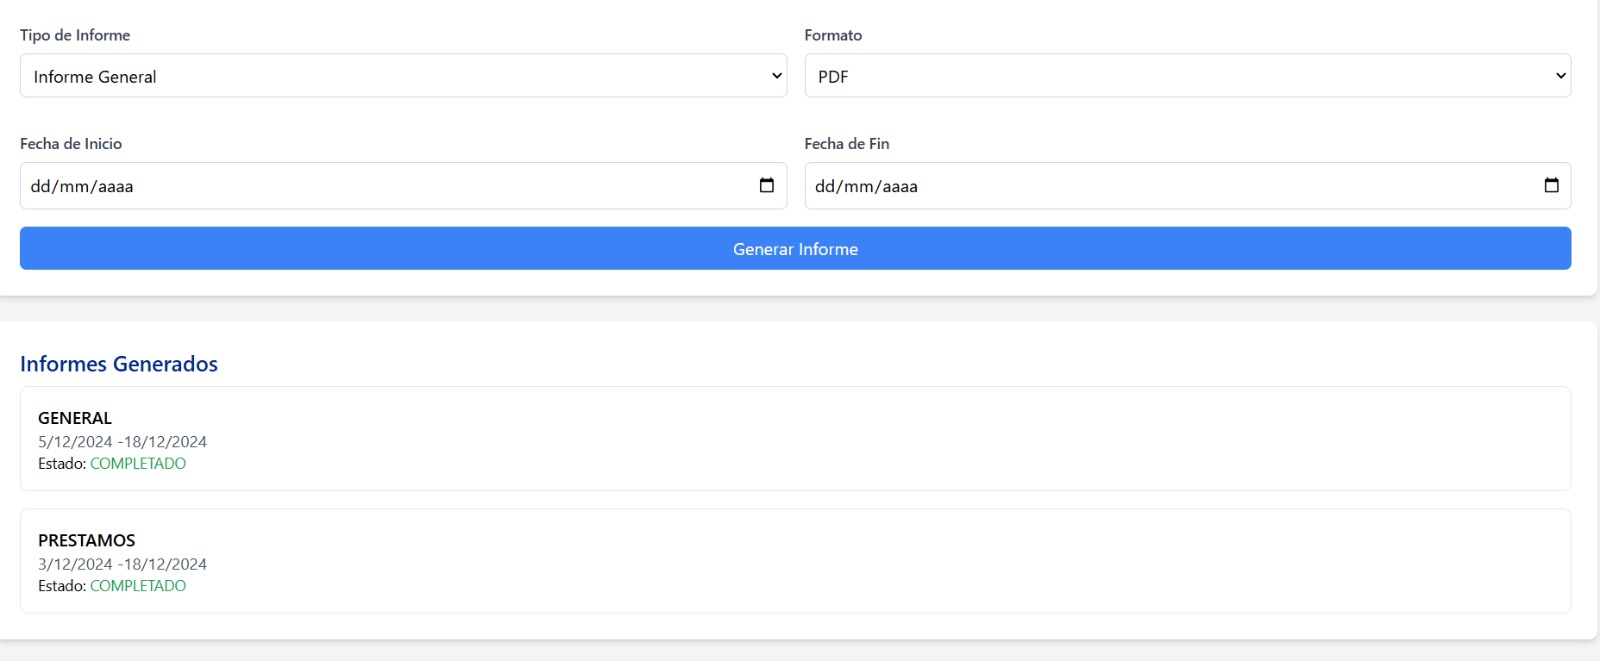 Tipo de Informe
Formato
Informe General
PDF
Fecha de Inicio
Fecha de Fin
dd/mm/aaaa
dd/mm/aaaa
Generar Informe
Informes Generados
GENERAL
5/12/2024 -18/12/2024
Estado: COMPLETADO
PRESTAMOS
3/12/2024 -18/12/2024
Estado: COMPLETADO